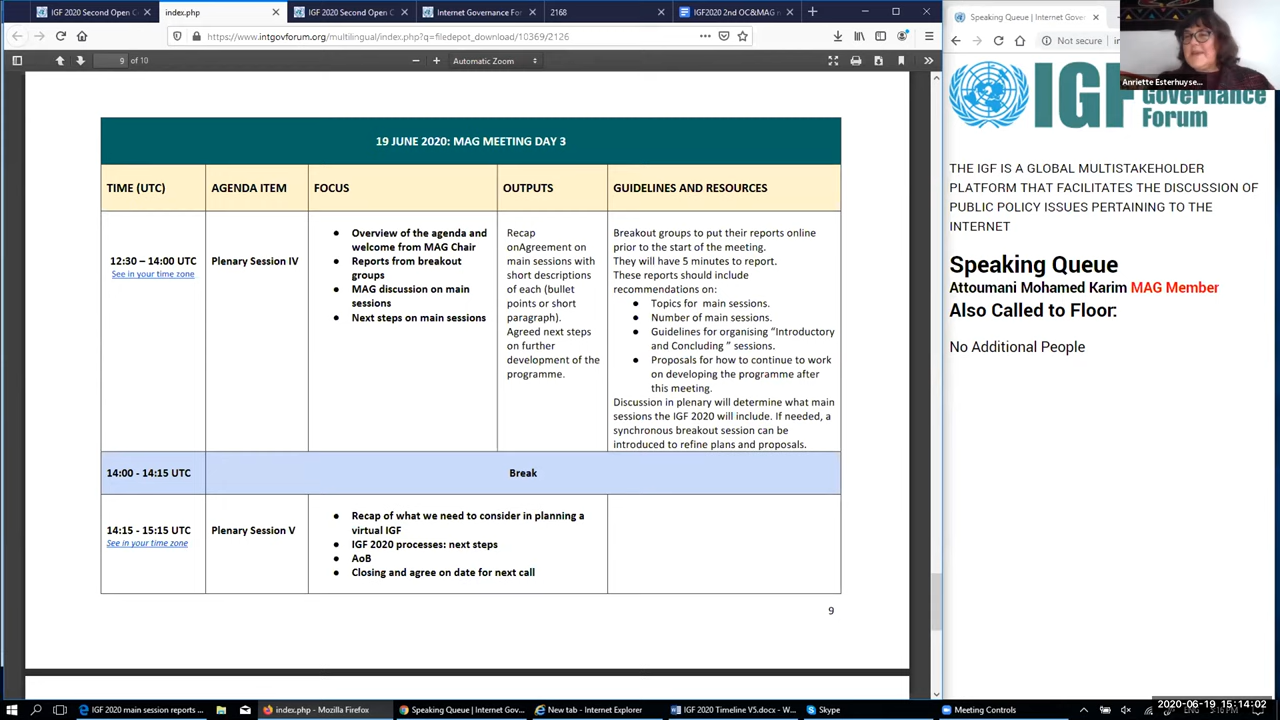 IGF 2020 Second Open C
index.php
IGF 2020 Second Open C
Internet Governance For
2168
IGF2020 2nd OC&MAG
https://www.intgovforum.org/multilingual/index.php?q=filedepot_download/10369/2126
9 of 10
Automatic Zoom
19 JUNE 2020: MAG MEETING DAY 3
TIME (UTC)
AGENDA ITEM
FOCUS
OUTPUTS
GUIDELINES AND RESOURCES
12:30 – 14:00 UTC
See in your time zone
Plenary Session IV
● Overview of the agenda and
welcome from MAG Chair
● Reports from breakout
groups
● MAG discussion on main
sessions
● Next steps on main sessions
Recap
onAgreement on
main sessions with
short descriptions
of each (bullet
points or short
paragraph).
Agreed next steps
on further
development of the
programme.
Breakout groups to put their reports online
prior to the start of the meeting.
They will have 5 minutes to report.
These reports should include
recommendations on:
● Topics for main sessions.
● Number of main sessions.
● Guidelines for organising "Introductory
and Concluding " sessions.
● Proposals for how to continue to work
on developing the programme after
this meeting.
Discussion in plenary will determine what main
sessions the IGF 2020 will include. If needed, a
synchronous breakout session can be
introduced to refine plans and proposals.
14:00 - 14:15 UTC
Break
14:15 - 15:15 UTC
See in your time zone
Plenary Session V
● Recap of what we need to consider in planning a
virtual IGF
● IGF 2020 processes: next steps
● AoB
● Closing and agree on date for next call
9
Speaking Queue | Internet Gover
Not secure
Anriette Esterhuyse...
IGF
Governance
Forum
THE IGF IS A GLOBAL MULTISTAKEHOLDER
PLATFORM THAT FACILITATES THE DISCUSSION OF
PUBLIC POLICY ISSUES PERTAINING TO THE
INTERNET
Speaking Queue
Attoumani Mohamed Karim MAG Member
Also Called to Floor:
No Additional People
IGF 2020 main session reports ...
index.php - Mozilla Firefox
Speaking Queue | Internet Gov...
New tab - Internet Explorer
IGF 2020 Timeline V5.docx - W...
Skype
Meeting Controls
2020-06-19 15:14:02